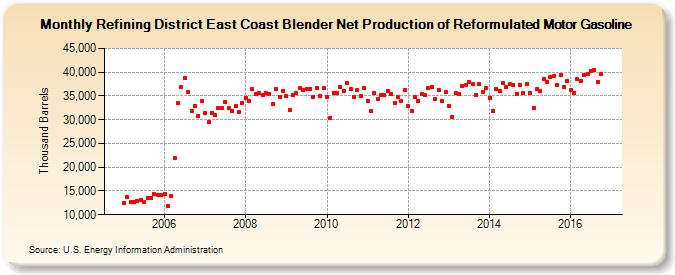 Monthly Refining District East Coast Blender Net Production of Reformulated Motor Gasoline
Thousand Barrels
45,000
40,000
35,000
30,000
25,000
20,000
15,000
10,000
2006 2008 2010 2012 2014 2016
Source: U.S. Energy Information Administration